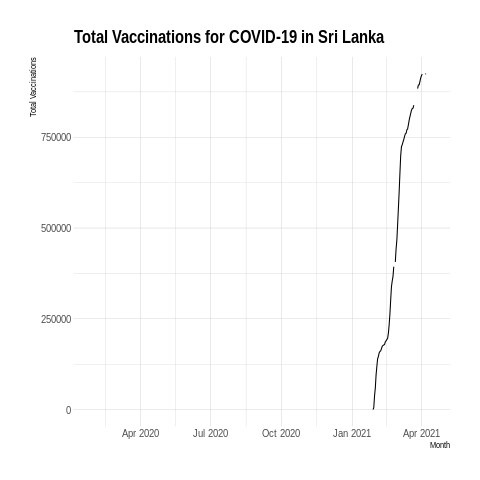 Total Vaccinations for COVID-19 in Sri Lanka
Total Vaccinations
750000
500000
250000
0
Apr 2020 Jul 2020 Oct 2020 Jan 2021 Apr 2021
Month